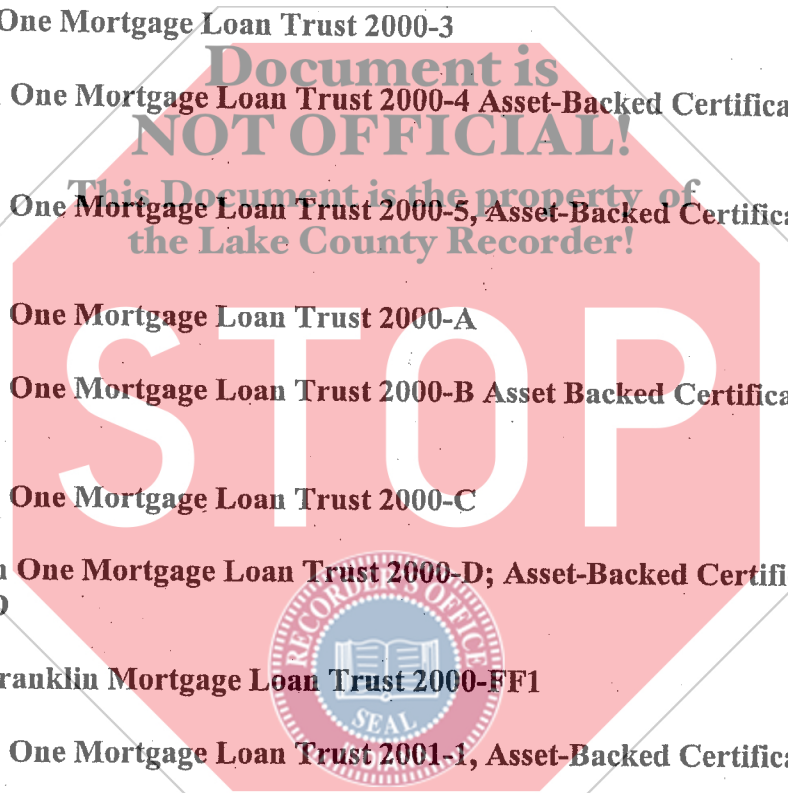 One Mortgage Loan Trust 2000-3
Document is
One Mortgage Loan Trust 2000-4 Asset-Backed
NOT OFFICIAL!
This Document is the property of
One Mortgage Loan Trust 2000-5, Asset-Backed
the Lake County Recorder!
One Mortgage Loan Trust 2000-A
STOP
One Mortgage Loan Trust 2000-B Asset Backed
One Mortgage Loan Trust 2000-C
One Mortgage Loan Trust 2000-D; Asset-Backed
RECORDER'S OFFICE
Mortgage Loan Trust 2000-FF1
SEAL
One Mortgage Loan Trust 2001-1, Asset-Backed